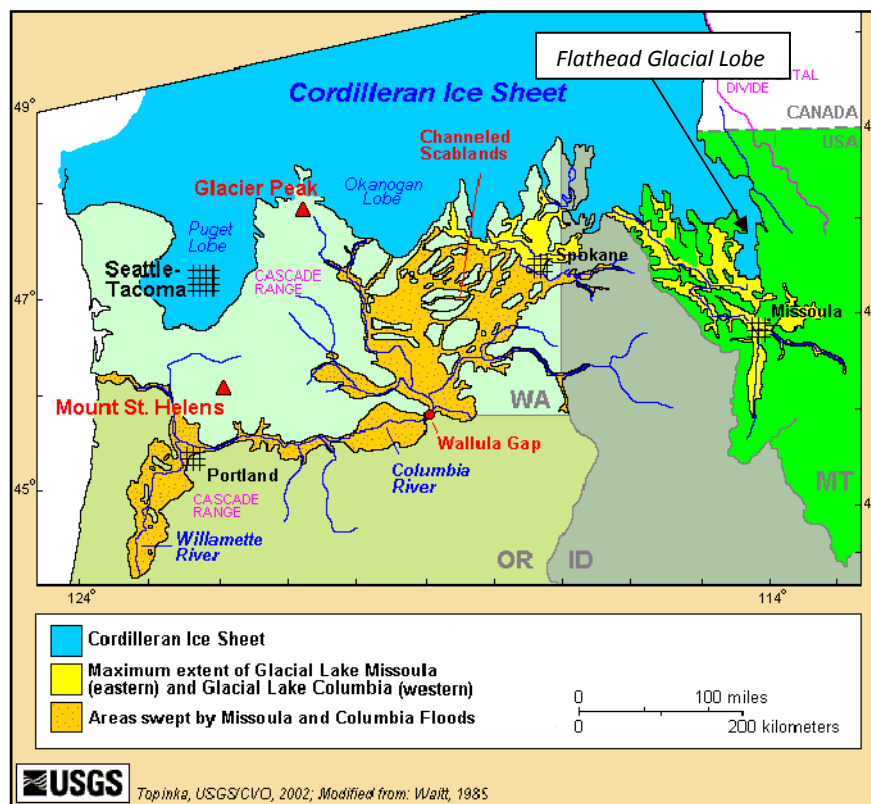 Flathead Glacial Lobe
Cordilleran Ice Sheet
TAL
DIVIDE
CANADA
USA
49°
4
Channeled
Scablands
Glacier Peak
Okanogan
Lobe
Puget
Lobe
Seattle-
Tacoma
CASCADE
RANGE
Spokane
47°
4
Missoula
Mount St. Helens
WA
Wallula Gap
Portland
Columbia
River
CASCADE
RANGE
45°
4
MT
Willamette
River
OR
ID
124°
114°
Cordilleran Ice Sheet
Maximum extent of Glacial Lake Missoula
(eastern) and Glacial Lake Columbia (western)
Areas swept by Missoula and Columbia Floods
0 100 miles
0 200 kilometers
USGS
Topinka, USGS/CVO, 2002; Modified from: Waitt, 1985